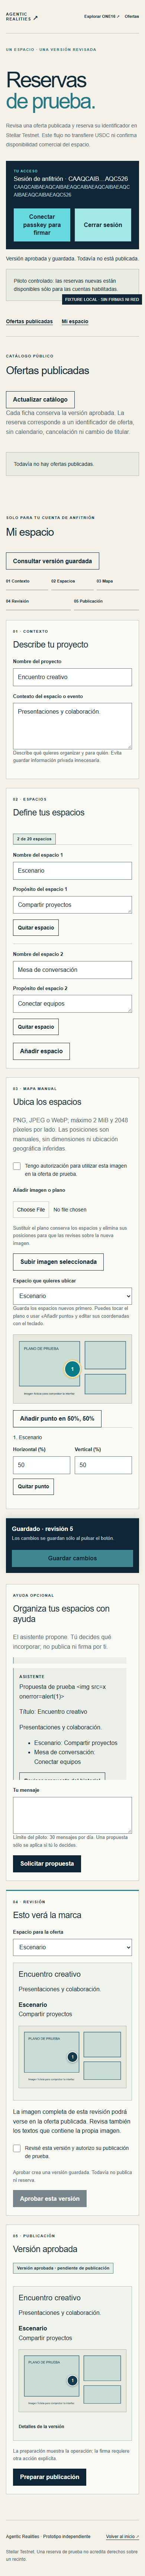 AGENTIC
REALITIES ↗
Explorar ONE16 ↗ Ofertas
UN ESPACIO · UNA VERSIÓN REVISADA
Reservas
de prueba.
Revisa una oferta publicada y reserva su identificador en
Stellar Testnet. Este flujo no transfiere USDC ni confirma
disponibilidad comercial del espacio.
TU ACCESO
Sesión de anfitrión · CAAQCAIB…AQC526
CAAQCAIBAEAQCAIBAEAQCAIBAEAQCAIBAEAQC
AIBAEAQCAIBAEAQC526
Conectar
passkey para
firmar
Cerrar sesión
Versión aprobada y guardada. Todavía no está publicada.
Piloto controlado: las reservas nuevas están
disponibles sólo para las cuentas habilitadas.
FIXTURE LOCAL · SIN FIRMAS NI RED
Ofertas publicadas Mi espacio
CATÁLOGO PÚBLICO
Ofertas publicadas
Actualizar catálogo
Cada ficha conserva la versión aprobada. La
reserva corresponde a un identificador de oferta,
sin calendario, cancelación ni cambio de titular.
Todavía no hay ofertas publicadas.
SOLO PARA TU CUENTA DE ANFITRIÓN
Mi espacio
Consultar versión guardada
01 Contexto
02 Espacios
03 Mapa
04 Revisión
05 Publicación
01 · CONTEXTO
Describe tu proyecto
Nombre del proyecto
Encuentro creativo
Contexto del espacio o evento
Presentaciones y colaboración.
Describe qué quieres organizar y para quién. Evita
guardar información privada innecesaria.
02 · ESPACIOS
Define tus espacios
2 de 20 espacios
Nombre del espacio 1
Escenario
Propósito del espacio 1
Compartir proyectos
Quitar espacio
Nombre del espacio 2
Mesa de conversación
Propósito del espacio 2
Conectar equipos
Quitar espacio
Añadir espacio
03 · MAPA MANUAL
Ubica los espacios
PNG, JPEG o WebP; máximo 2 MiB y 2048
píxeles por lado. Las posiciones son
manuales, sin dimensiones ni ubicación
geográfica inferidas.
Tengo autorización para utilizar esta imagen
en la oferta de prueba.
Añadir imagen o plano
Choose File No file chosen
Sustituir el plano conserva los espacios y elimina sus
posiciones para que las revises sobre la nueva
imagen.
Subir imagen seleccionada
Espacio que quieres ubicar
Escenario
Guarda los espacios nuevos primero. Puedes tocar el
plano o usar «Añadir punto» y editar sus coordenadas
con el teclado.
PLANO DE PRUEBA
1
Añadir punto en 50%, 50%
1. Escenario
Horizontal (%)
Vertical (%)
50
50
Quitar punto
Guardado · revisión 5
Los cambios se guardan sólo al pulsar el botón.
Guardar cambios
AYUDA OPCIONAL
Organiza tus espacios con
ayuda
El asistente propone. Tú decides qué
incorporar; no publica ni firma por ti.
ASISTENTE
Propuesta de prueba <img src=x
onerror=alert(1)>
Título: Encuentro creativo
Presentaciones y colaboración.
Escenario: Compartir proyectos
Mesa de conversación:
Conectar equipos
Tu mensaje
Límite del piloto: 30 mensajes por día. Una propuesta
sólo se aplica si tú lo decides.
Solicitar propuesta
04 · REVISIÓN
Esto verá la marca
Espacio para la oferta
Escenario
Encuentro creativo
Presentaciones y colaboración.
Escenario
Compartir proyectos
PLANO DE PRUEBA
1
La imagen completa de esta revisión podrá
verse en la oferta publicada. Revisa también
los textos que contiene la propia imagen.
Revisé esta versión y autorizo su publicación
de prueba.
Aprobar crea una versión guardada. Todavía no publica
ni reserva.
Aprobar esta versión
05 · PUBLICACIÓN
Versión aprobada
Versión aprobada · pendiente de publicación
Encuentro creativo
Presentaciones y colaboración.
Escenario
Compartir proyectos
PLANO DE PRUEBA
1
Detalles de la versión
La preparación muestra la operación; la firma requiere
otra acción explícita.
Preparar publicación
Agentic Realities · Prototipo independiente
Volver al inicio ↗
Stellar Testnet. Una reserva de prueba no acredita derechos sobre
un recinto.